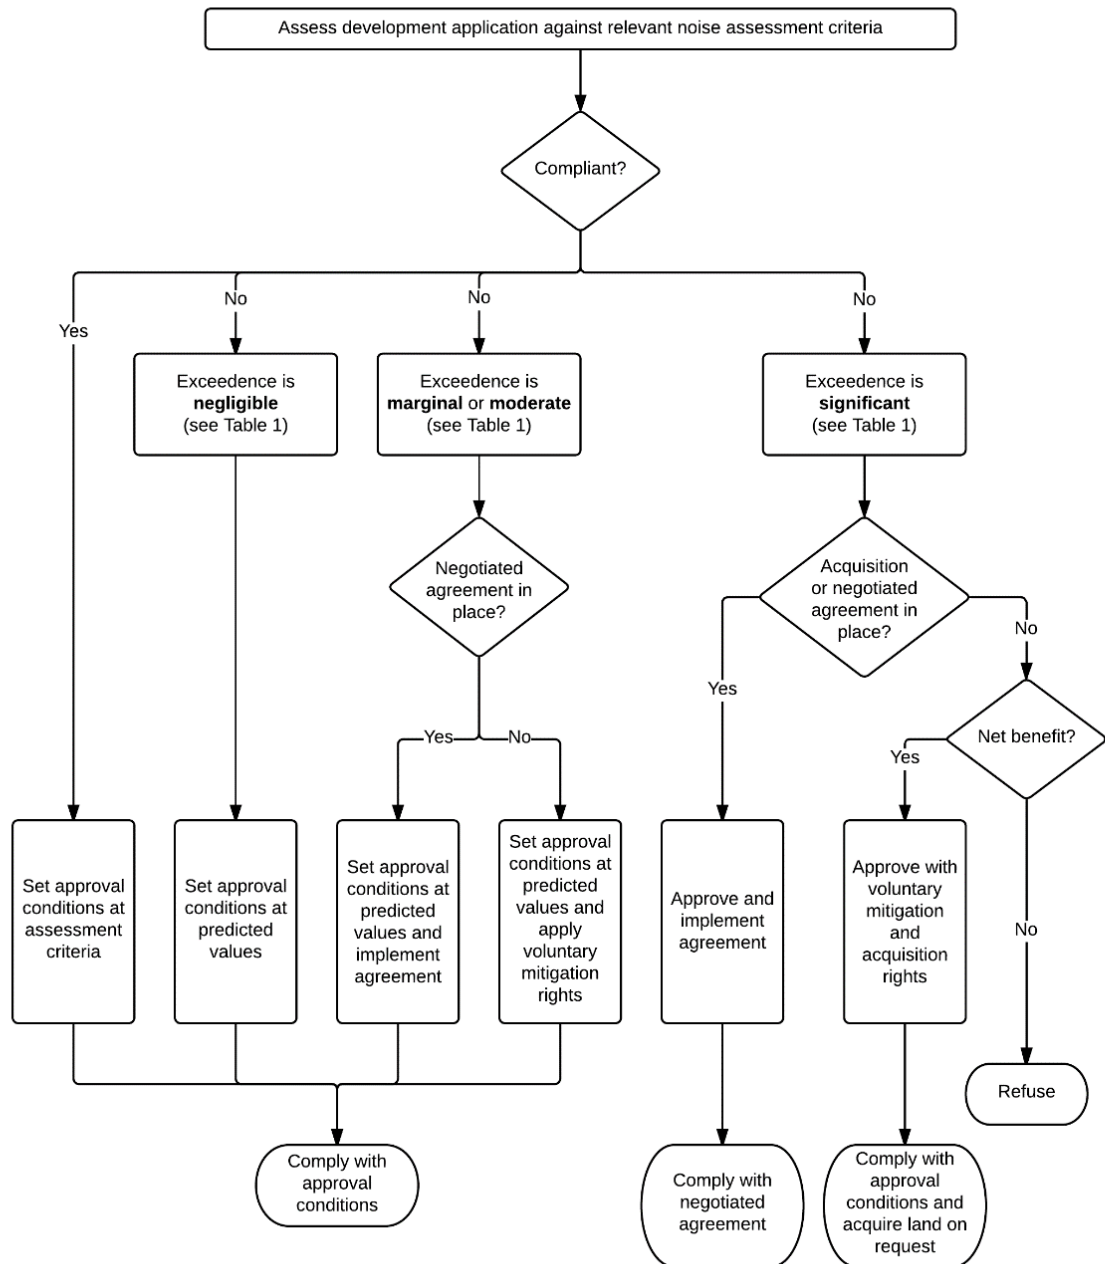 Assess development application against relevant noise assessment criteria
Compliant?
Yes
No
No
No
Exceedence is
negligible
(see Table 1)
Exceedence is
marginal or moderate
(see Table 1)
Exceedence is
significant
(see Table 1)
Negotiated
agreement in
place?
Acquisition
or negotiated
agreement in
place?
Yes
No
Yes
No
Net benefit?
Yes
No
Set approval
conditions at
assessment
criteria
Set approval
conditions at
predicted
values
Set approval
conditions at
predicted
values and
implement
agreement
Set approval
conditions at
predicted
values and
apply
voluntary
mitigation
rights
Approve and
implement
agreement
Approve with
voluntary
mitigation
and
acquisition
rights
Refuse
Comply with
approval
conditions
Comply with
negotiated
agreement
Comply with
approval
conditions and
acquire land on
request